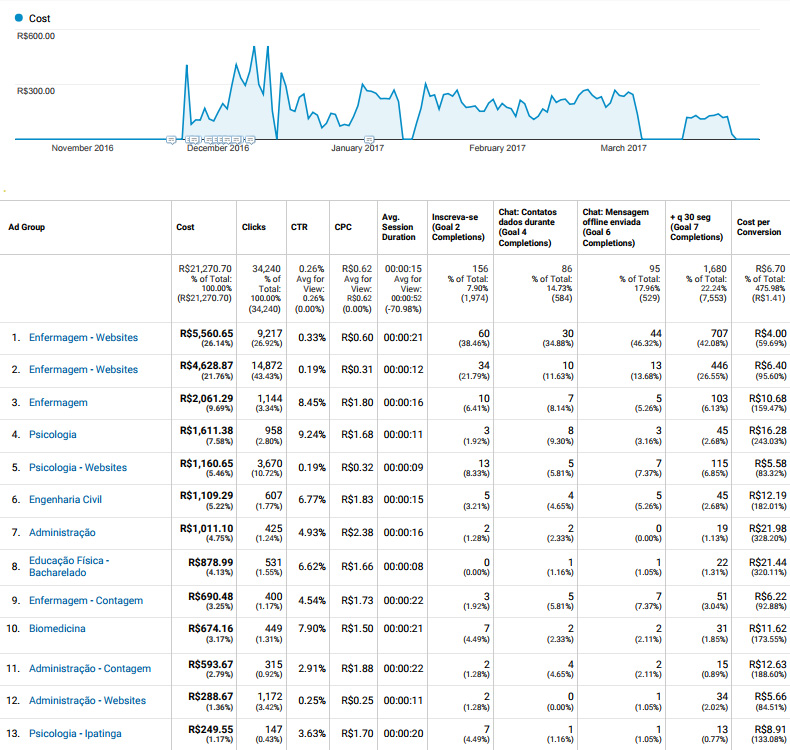 Cost
R$600.00
R$300.00
November 2016 December 2016 January 2017 February 2017 March 2017
Ad Group Cost Clicks CTR CPC Avg. Session Duration Inscreva-se (Goal 2 Completions) Chat: Contatos dados durante (Goal 4 Completions) Chat: Mensagem offline enviada (Goal 6 Completions) + q 30 seg (Goal 7 Completions) Cost per Conversion
R$21,270.70 % of Total: 100.00% (R$21,270.70) 34,240 % of Total: 100.00% (34,240) 0.26% Avg for View: 0.26% (0.00%) R$0.62 Avg for View: R$0.62 (0.00%) 00:00:15 Avg for View: 00:00:52 (-70.98%) 156 % of Total: 7.90% (1,974) 86 % of Total: 14.73% (584) 95 % of Total: 17.96% (529) 1,680 % of Total: 22.24% (7,553) R$6.70 % of Total: 475.98% (R$1.41)
1. Enfermagem - Websites R$5,560.65 (26.14%) 9,217 (26.92%) 0.33% R$0.60 00:00:21 60 (38.46%) 30 (34.88%) 44 (46.32%) 707 (42.08%) R$4.00 (59.69%)
2. Enfermagem - Websites R$4,628.87 (21.76%) 14,872 (43.43%) 0.19% R$0.31 00:00:12 34 (21.79%) 10 (11.63%) 13 (13.68%) 446 (26.55%) R$6.40 (95.60%)
3. Enfermagem R$2,061.29 (9.69%) 1,144 (3.34%) 8.45% R$1.80 00:00:16 10 (6.41%) 7 (8.14%) 5 (5.26%) 103 (6.13%) R$10.68 (159.47%)
4. Psicologia R$1,611.38 (7.58%) 958 (2.80%) 9.24% R$1.68 00:00:11 3 (1.92%) 8 (9.30%) 3 (3.16%) 45 (2.68%) R$16.28 (243.03%)
5. Psicologia - Websites R$1,160.65 (5.46%) 3,670 (10.72%) 0.19% R$0.32 00:00:09 13 (8.33%) 5 (5.81%) 7 (7.37%) 115 (6.85%) R$5.58 (83.32%)
6. Engenharia Civil R$1,109.29 (5.22%) 607 (1.77%) 6.77% R$1.83 00:00:15 5 (3.21%) 4 (4.65%) 5 (5.26%) 45 (2.68%) R$12.19 (182.01%)
7. Administração R$1,011.10 (4.75%) 425 (1.24%) 4.93% R$2.38 00:00:16 2 (1.28%) 2 (2.33%) 0 (0.00%) 19 (1.13%) R$21.98 (328.20%)
8. Educação Física - Bacharelado R$878.99 (4.13%) 531 (1.55%) 6.62% R$1.66 00:00:08 0 (0.00%) 1 (1.16%) 1 (1.05%) 22 (1.31%) R$21.44 (320.11%)
9. Enfermagem - Contagem R$690.48 (3.25%) 400 (1.17%) 4.54% R$1.73 00:00:22 3 (1.92%) 5 (5.81%) 7 (7.37%) 51 (3.04%) R$6.22 (92.88%)
10. Biomedicina R$674.16 (3.17%) 449 (1.31%) 7.90% R$1.50 00:00:21 7 (4.49%) 2 (2.33%) 2 (2.11%) 31 (1.85%) R$11.62 (173.55%)
11. Administração - Contagem R$593.67 (2.79%) 315 (0.92%) 2.91% R$1.88 00:00:22 2 (1.28%) 4 (4.65%) 2 (2.11%) 15 (0.89%) R$12.63 (188.60%)
12. Administração - Websites R$288.67 (1.36%) 1,172 (3.42%) 0.25% R$0.25 00:00:11 2 (1.28%) 0 (0.00%) 1 (1.05%) 34 (2.02%) R$5.66 (84.51%)
13. Psicologia - Ipatinga R$249.55 (1.17%) 147 (0.43%) 3.63% R$1.70 00:00:20 7 (4.49%) 1 (1.16%) 1 (1.05%) 13 (0.77%) R$8.91 (133.08%)